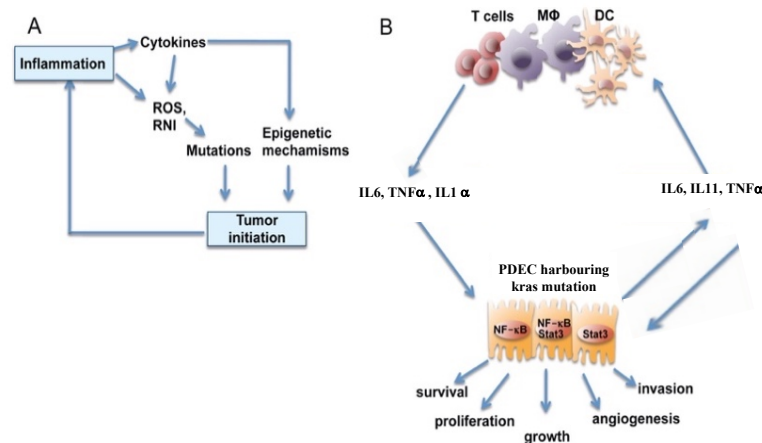 A
Inflammation
Cytokines
ROS,
RNI
Mutations
Epigenetic
mechamisms
Tumor
initiation
B
T cells
MΦ
DC
IL6, TNFα , IL1 α
IL6, IL11, TNFα
PDEC harbouring
kras mutation
NF-κB
NF-κB
Stat3
Stat3
survival
proliferation
growth
angiogenesis
invasion